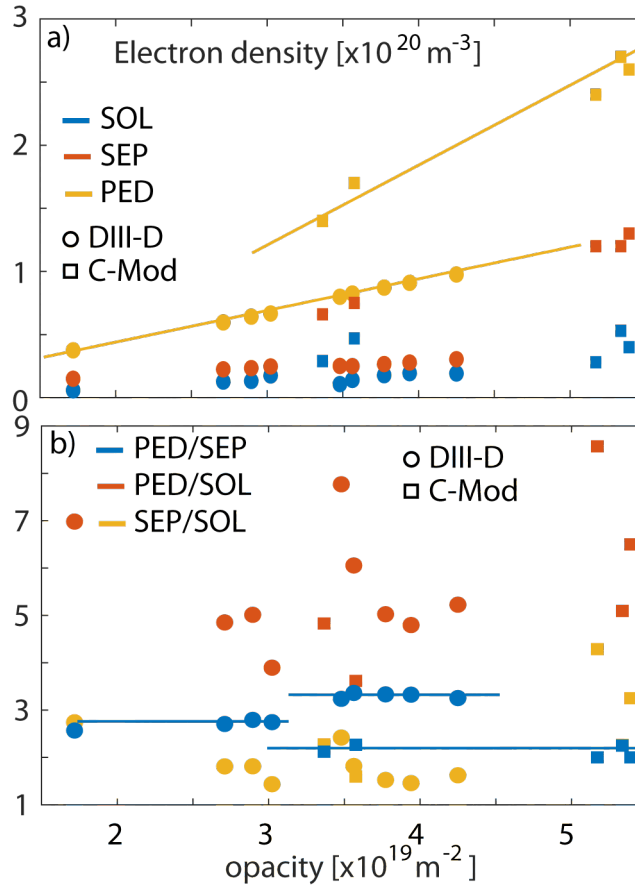 3
a)
Electron density [x10^20 m^-3]
SOL
SEP
PED
DIII-D
C-Mod
2
1
0
9
b)
PED/SEP
PED/SOL
SEP/SOL
DIII-D
C-Mod
7
5
3
1
2 3 4 5
opacity [x10^19 m^-2]